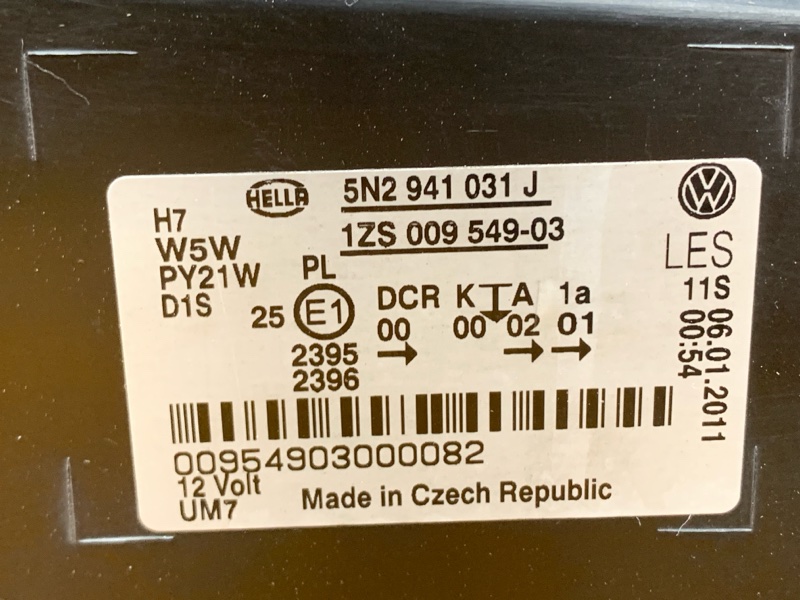 HELLA
5N2 941 031 J
1ZS 009 549-03
H7
W5W
PY21W
D1S
PL
25 E1
2395
2396
DCR K T A 1a
00 → 00 02 → 01 →
LES
11S 06.01.2011
00:54
00954903000082
12 Volt
UM7
Made in Czech Republic